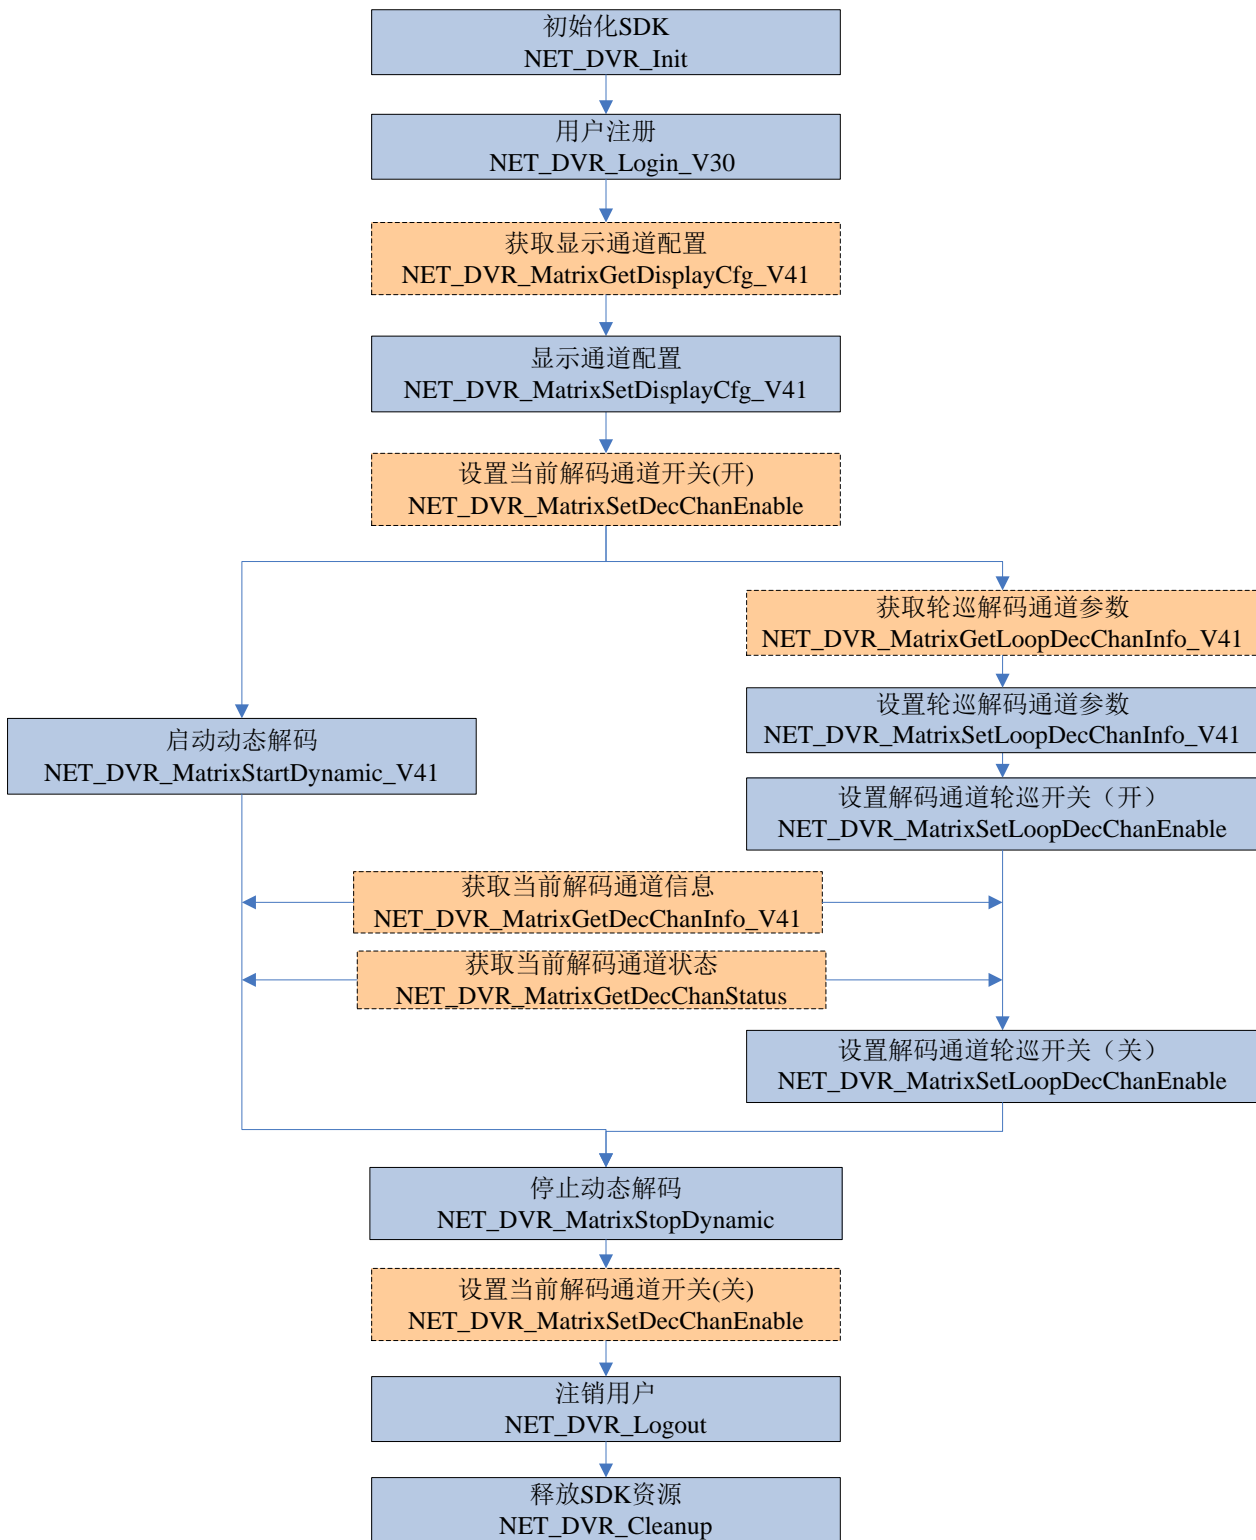 初始化SDK
NET_DVR_Init
用户注册
NET_DVR_Login_V30
获取显示通道配置
NET_DVR_MatrixGetDisplayCfg_V41
显示通道配置
NET_DVR_MatrixSetDisplayCfg_V41
设置当前解码通道开关(开)
NET_DVR_MatrixSetDecChanEnable
获取轮巡解码通道参数
NET_DVR_MatrixGetLoopDecChanInfo_V41
设置轮巡解码通道参数
NET_DVR_MatrixSetLoopDecChanInfo_V41
启动动态解码
NET_DVR_MatrixStartDynamic_V41
设置解码通道轮巡开关（开）
NET_DVR_MatrixSetLoopDecChanEnable
获取当前解码通道信息
NET_DVR_MatrixGetDecChanInfo_V41
获取当前解码通道状态
NET_DVR_MatrixGetDecChanStatus
设置解码通道轮巡开关（关）
NET_DVR_MatrixSetLoopDecChanEnable
停止动态解码
NET_DVR_MatrixStopDynamic
设置当前解码通道开关(关)
NET_DVR_MatrixSetDecChanEnable
注销用户
NET_DVR_Logout
释放SDK资源
NET_DVR_Cleanup